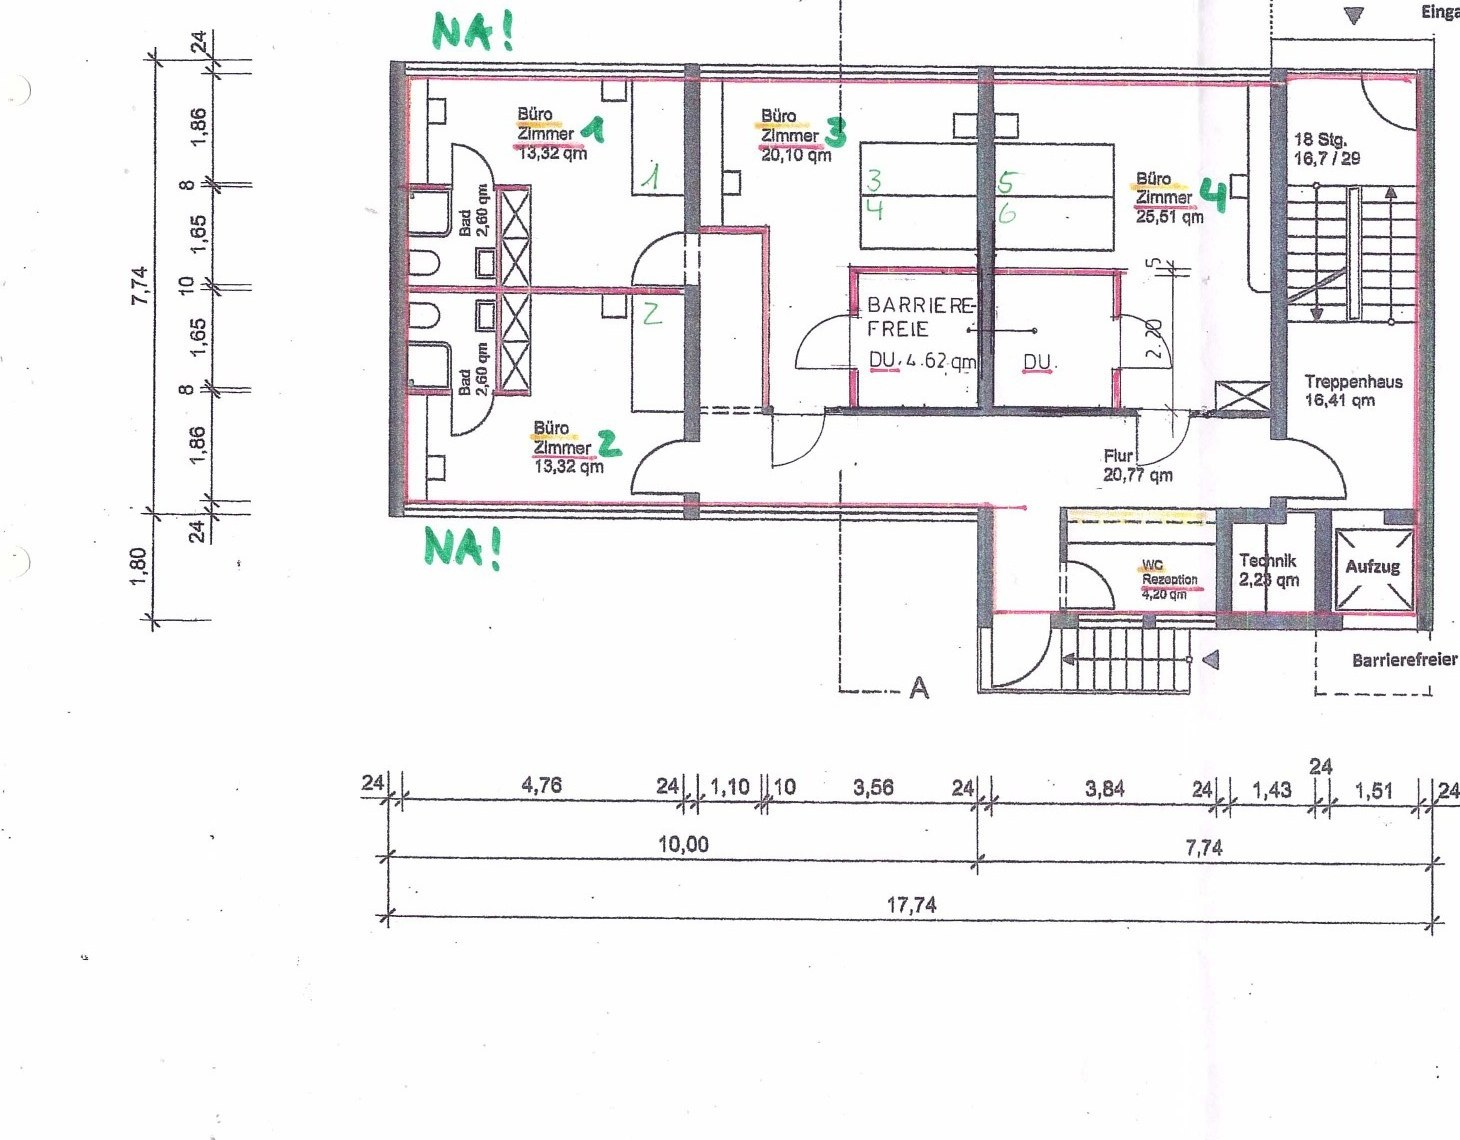 NA!
Einga
Büro
Zimmer 1
13,32 qm
1
Bad
2,60 qm
Büro
Zimmer 3
20,10 qm
3
4
5
6
Büro
Zimmer 4
25,51 qm
18 Stg.
16,7 / 29
2
Bad
2,60 qm
Büro
Zimmer 2
13,32 qm
BARRIERE-
FREIE
DU. 4.62 qm
DU.
5
2.20
Treppenhaus
16,41 qm
Flur
20,77 qm
WC
Rezeption
4,20 qm
Technik
2,23 qm
Aufzug
Barrierefreier
NA!
A
24
1,86
8
1,65
10
1,65
8
1,86
24
7,74
1,80
24
4,76
24
1,10
10
3,56
24
3,84
24
1,43
24
1,51
24
10,00
7,74
17,74